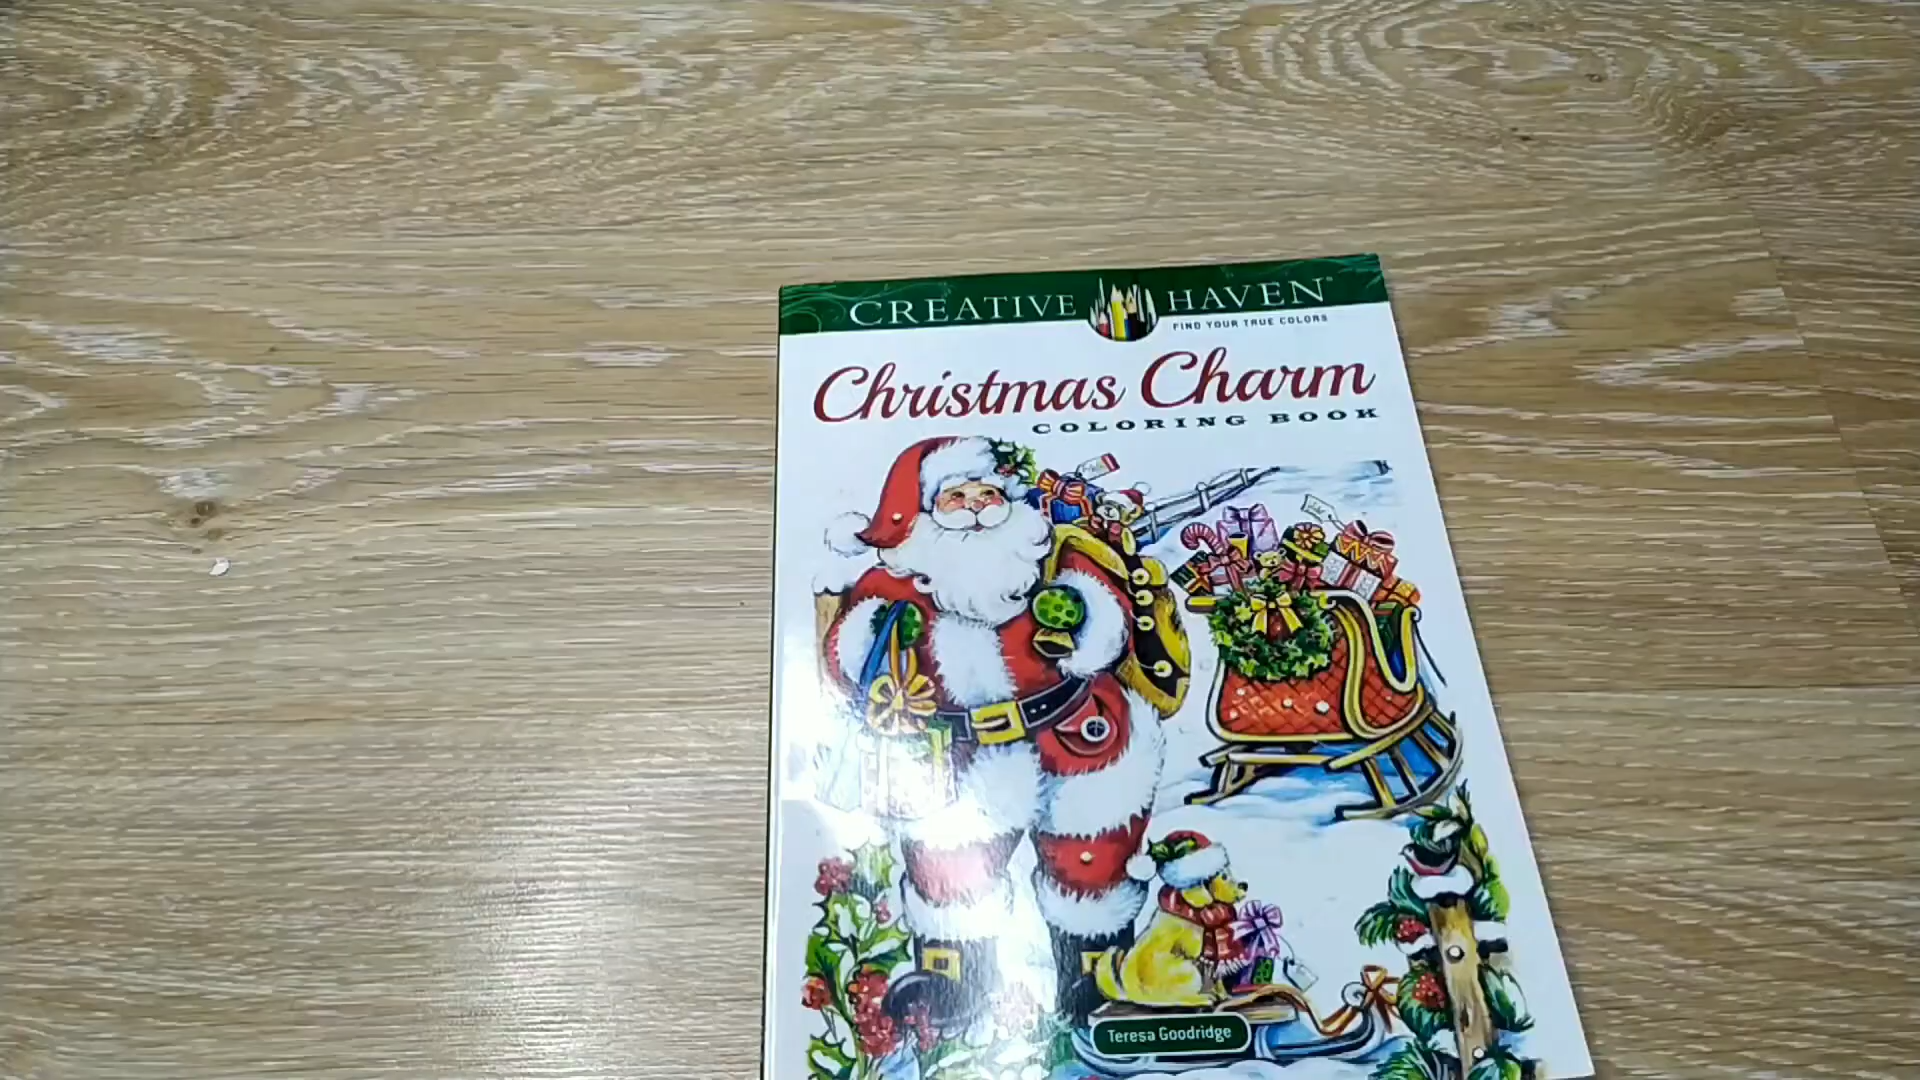 CREATIVE HAVEN
FIND YOUR TRUE COLORS
Christmas Charm
COLORING BOOK
Teresa Goodridge